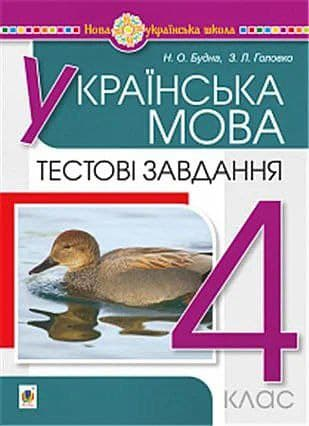 Нова українська школа
Н. О. Будна, З. Л. Головко
УКРАЇНСЬКА
МОВА
ТЕСТОВІ ЗАВДАННЯ
4
клас